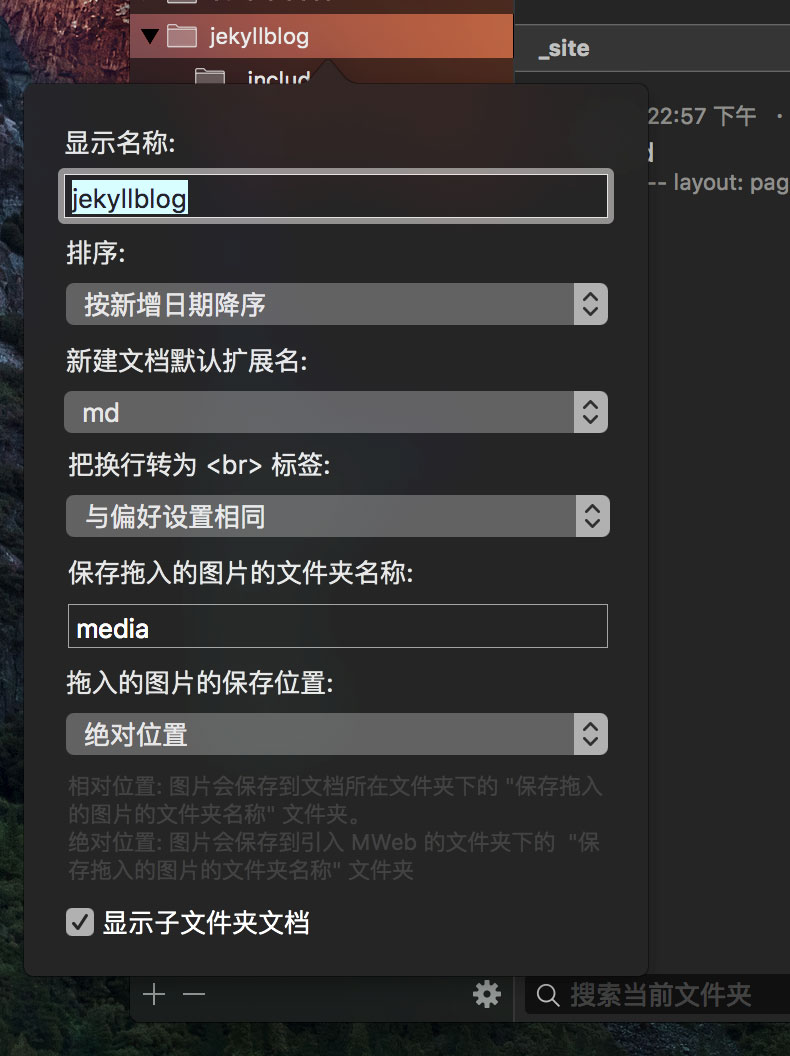 jekyllblog
_site
includ
22:57 下午 ·
显示名称:
-- layout: pag
jekyllblog
排序:
按新增日期降序
新建文档默认扩展名:
md
把换行转为 <br> 标签:
与偏好设置相同
保存拖入的图片的文件夹名称:
media
拖入的图片的保存位置:
绝对位置
相对位置: 图片会保存到文档所在文件夹下的 "保存拖入
的图片的文件夹名称" 文件夹。
绝对位置: 图片会保存到引入 MWeb 的文件夹下的 "保
存拖入的图片的文件夹名称" 文件夹
显示子文件夹文档
搜索当前文件夹